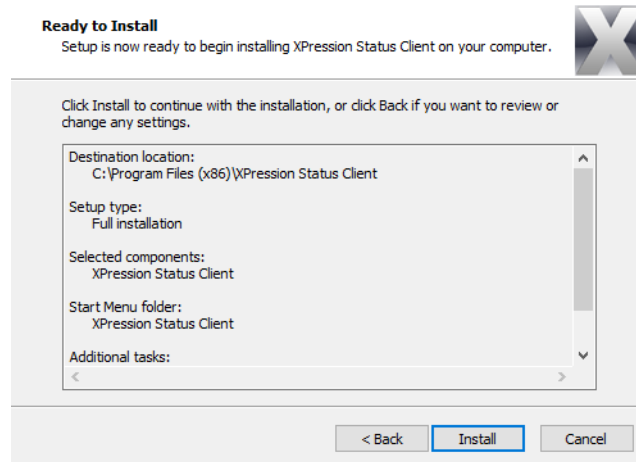 Ready to Install
Setup is now ready to begin installing XPression Status Client on your computer.
X
Click Install to continue with the installation, or click Back if you want to review or
change any settings.
Destination location:
C:\Program Files (x86)\XPression Status Client
Setup type:
Full installation
Selected components:
XPression Status Client
Start Menu folder:
XPression Status Client
Additional tasks:
< Back
Install
Cancel